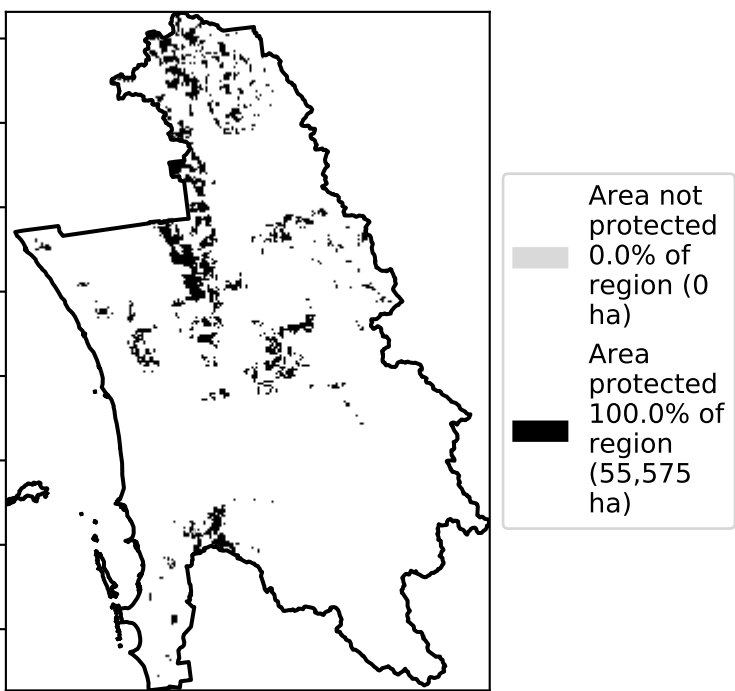 Area not
protected
0.0% of
region (0
ha)
Area
protected
100.0% of
region
(55,575
ha)